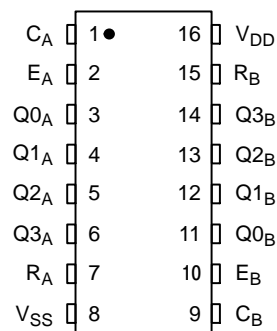 C_A 1 16 V_DD
E_A 2 15 R_B
Q0_A 3 14 Q3_B
Q1_A 4 13 Q2_B
Q2_A 5 12 Q1_B
Q3_A 6 11 Q0_B
R_A 7 10 E_B
V_SS 8 9 C_B